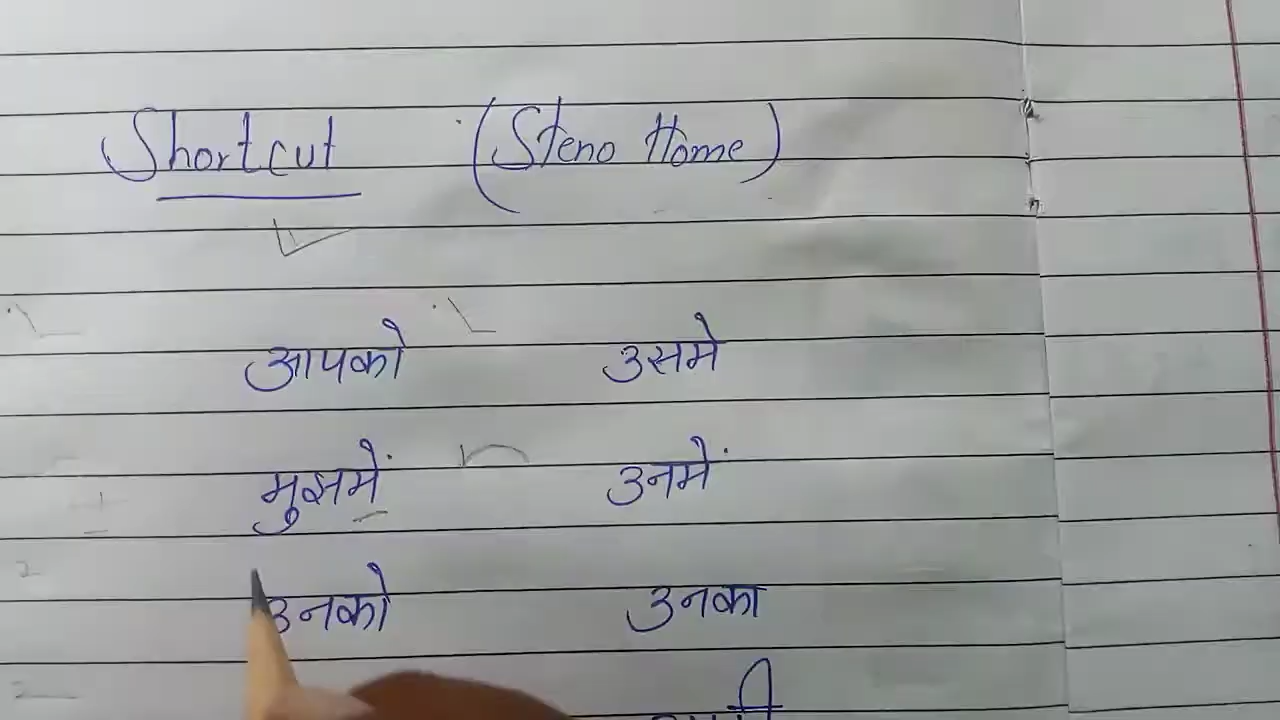 Shortcut (Steno Home)
आपको उसमे
मुझमें उनमें
उनको उनका